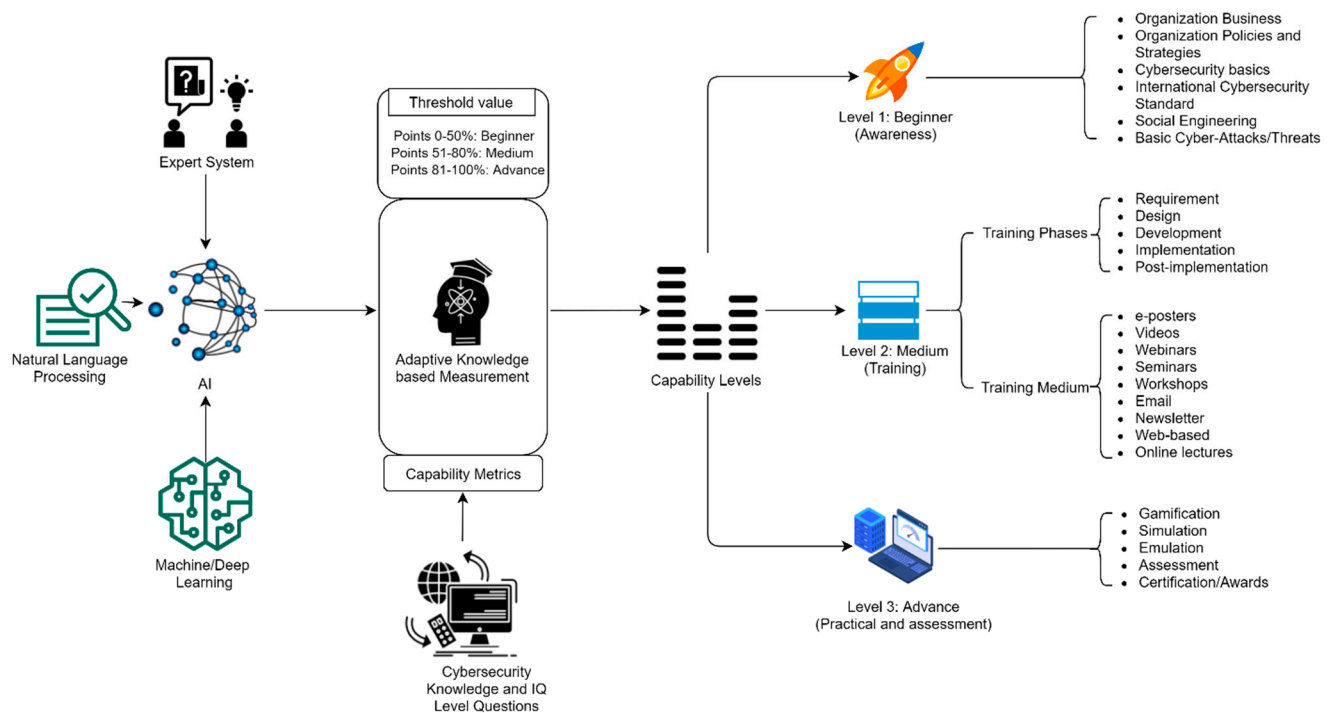 Expert System
Natural Language
Processing
AI
Machine/Deep
Learning
Threshold value
Points 0-50%: Beginner
Points 51-80%: Medium
Points 81-100%: Advance
Adaptive Knowledge
based Measurement
Capability Metrics
Cybersecurity
Knowledge and IQ
Level Questions
Capability Levels
Level 1: Beginner
(Awareness)
• Organization Business
• Organization Policies and
Strategies
• Cybersecurity basics
• International Cybersecurity
Standard
• Social Engineering
• Basic Cyber-Attacks/Threats
Level 2: Medium
(Training)
Training Phases
• Requirement
• Design
• Development
• Implementation
• Post-implementation
Training Medium
• e-posters
• Videos
• Webinars
• Seminars
• Workshops
• Email
• Newsletter
• Web-based
• Online lectures
Level 3: Advance
(Practical and assessment)
• Gamification
• Simulation
• Emulation
• Assessment
• Certification/Awards